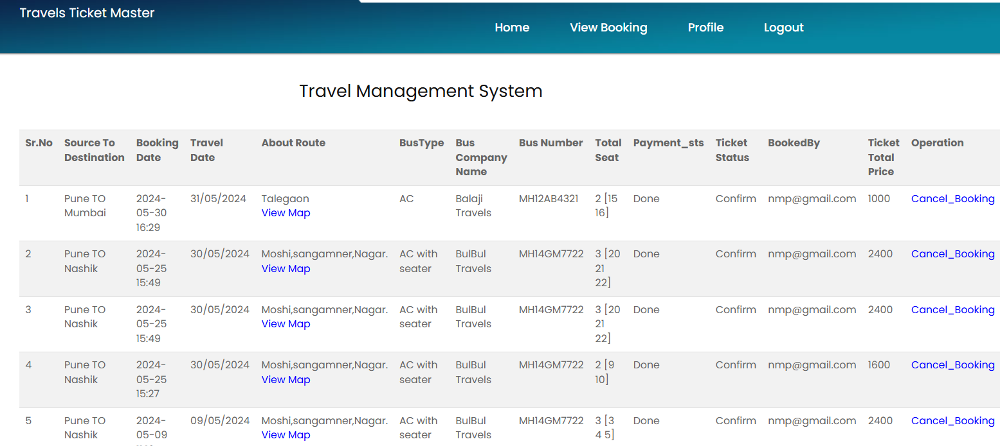 Travels Ticket Master
Home View Booking Profile Logout
Travel Management System
Sr.No Source To Destination Booking Date Travel Date About Route BusType Bus Company Name Bus Number Total Seat Payment_sts Ticket Status BookedBy Ticket Total Price Operation
1 Pune TO Mumbai 2024-05-30 16:29 31/05/2024 Talegaon View Map AC Balaji Travels MH12AB4321 2 [15 16] Done Confirm nmp@gmail.com 1000 Cancel_Booking
2 Pune TO Nashik 2024-05-25 15:49 30/05/2024 Moshi,sangamner,Nagar. View Map AC with seater BulBul Travels MH14GM7722 3 [20 21 22] Done Confirm nmp@gmail.com 2400 Cancel_Booking
3 Pune TO Nashik 2024-05-25 15:49 30/05/2024 Moshi,sangamner,Nagar. View Map AC with seater BulBul Travels MH14GM7722 3 [20 21 22] Done Confirm nmp@gmail.com 2400 Cancel_Booking
4 Pune TO Nashik 2024-05-25 15:27 30/05/2024 Moshi,sangamner,Nagar. View Map AC with seater BulBul Travels MH14GM7722 2 [9 10] Done Confirm nmp@gmail.com 1600 Cancel_Booking
5 Pune TO Nashik 2024-05-09 09/05/2024 Moshi,sangamner,Nagar. View Map AC with seater BulBul Travels MH14GM7722 3 [3 4 5] Done Confirm nmp@gmail.com 2400 Cancel_Booking